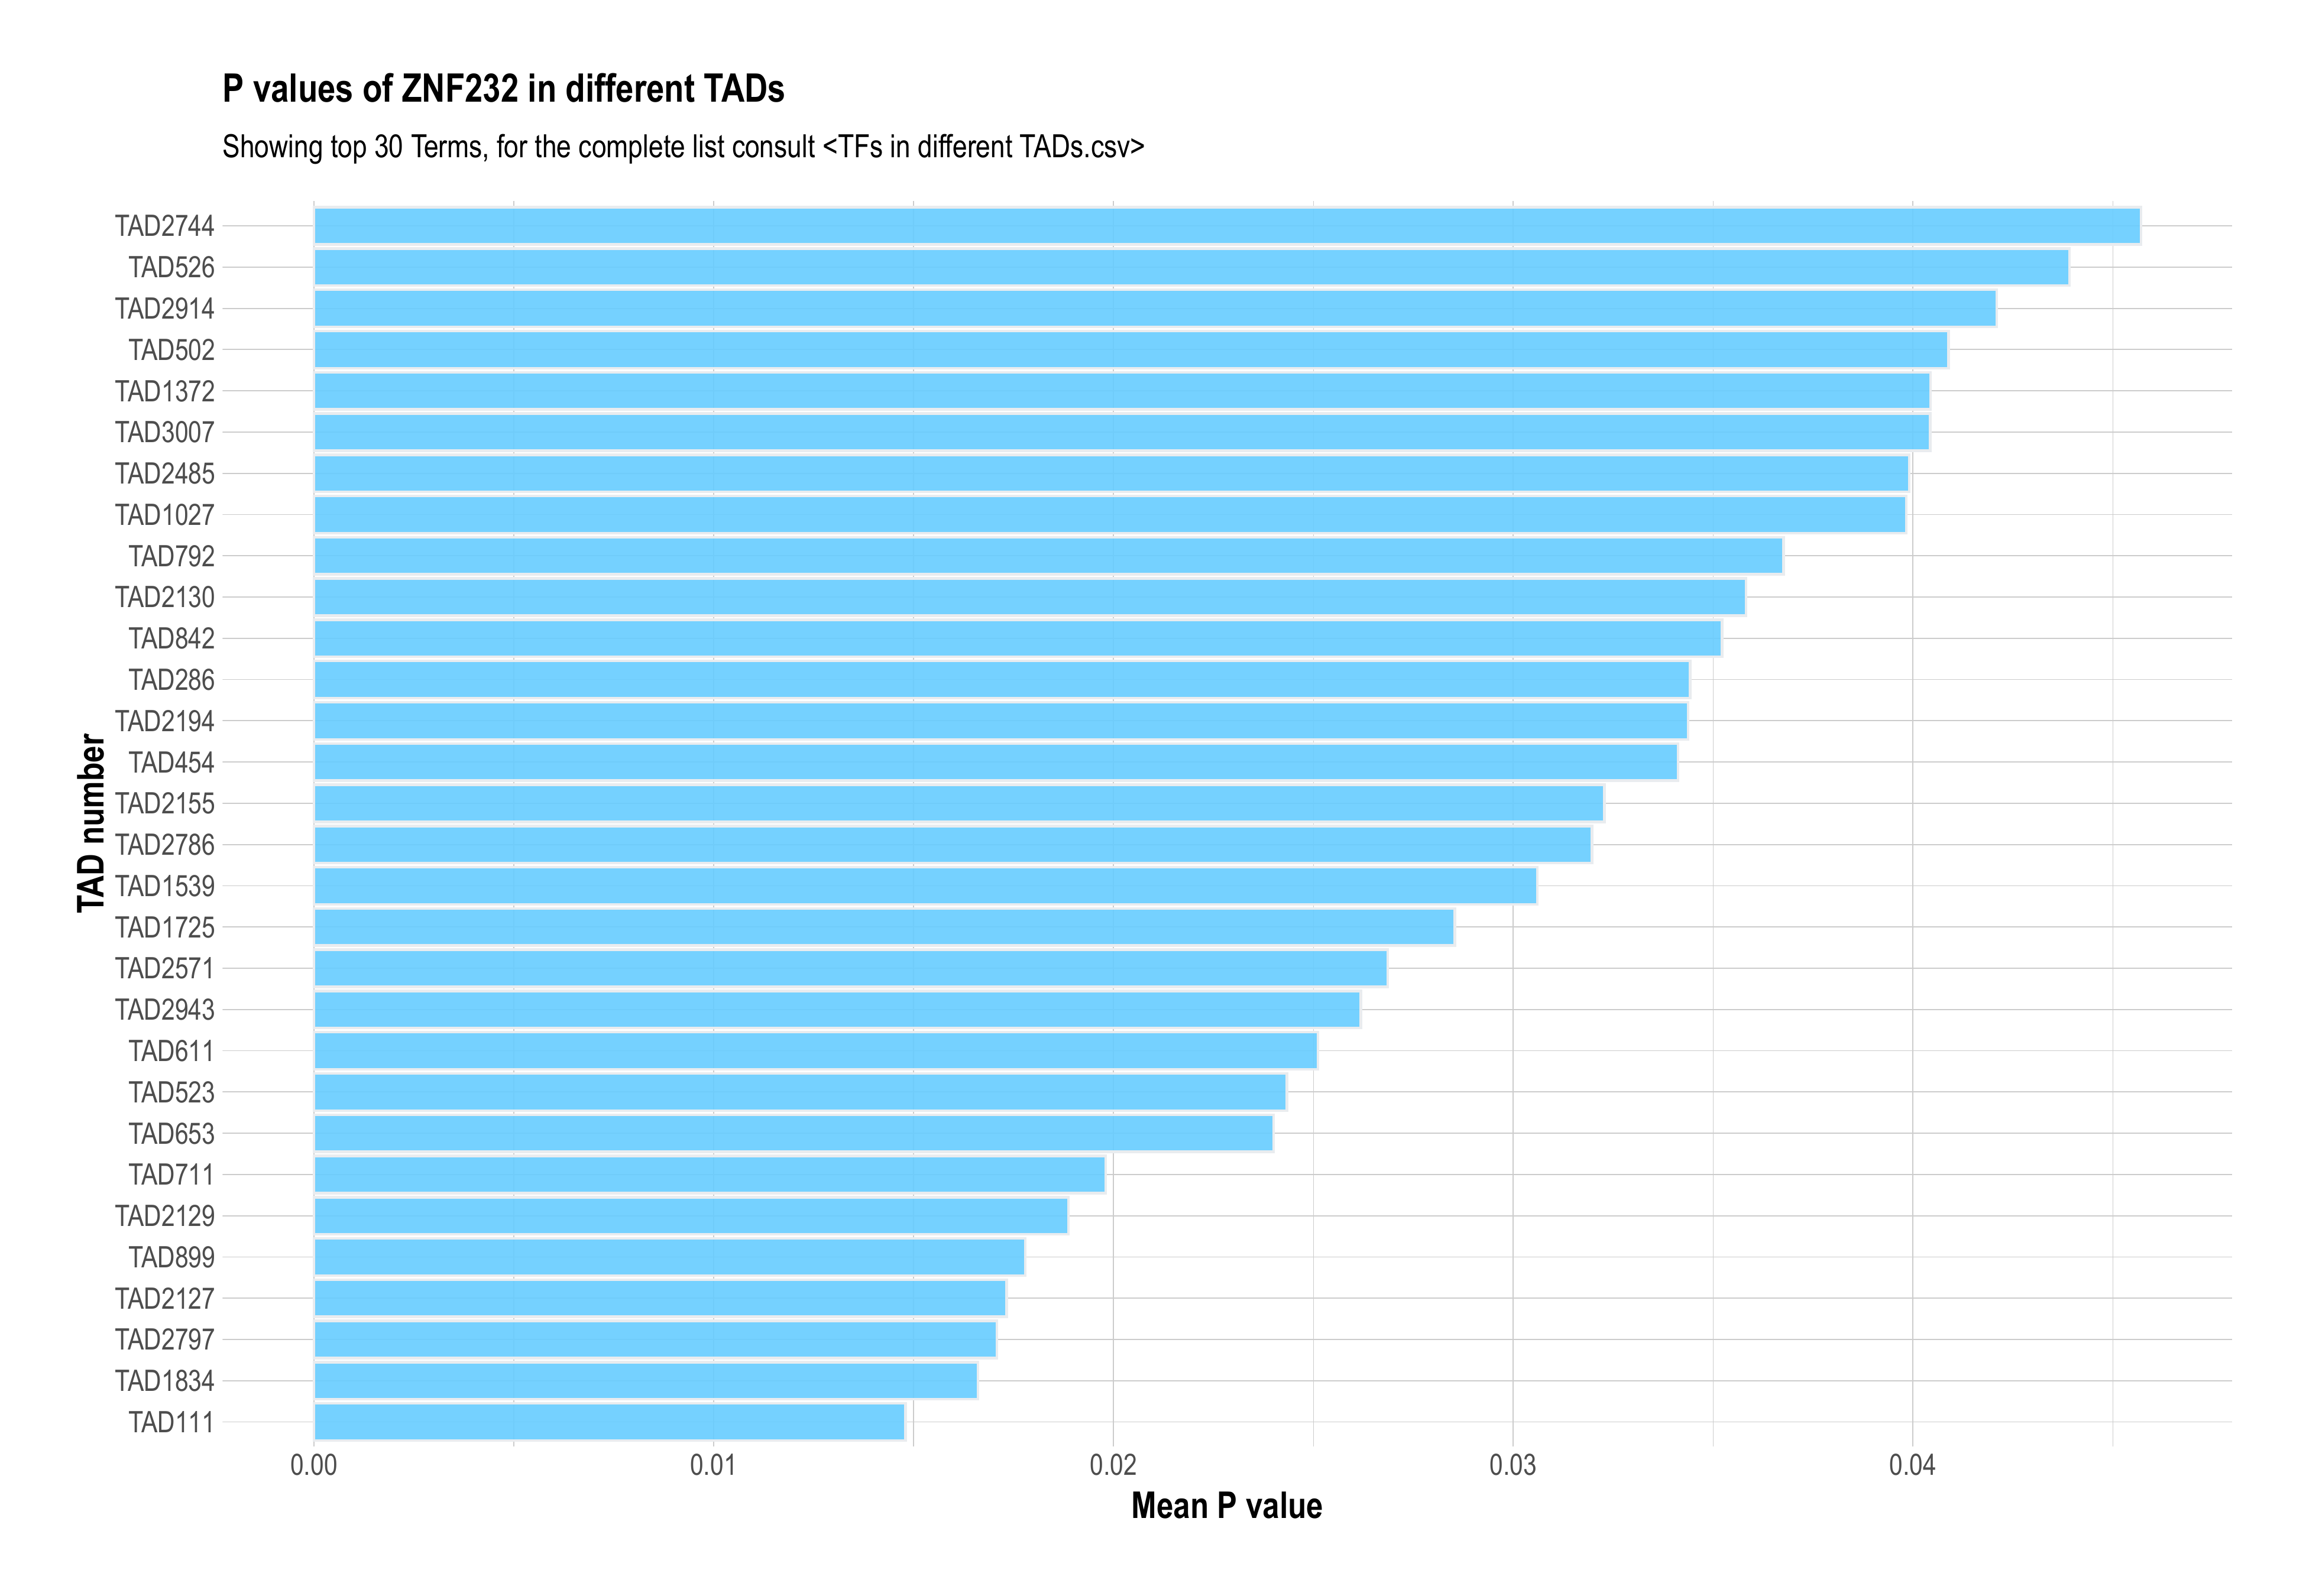 P values of ZNF232 in different TADs
Showing top 30 Terms, for the complete list consult <TFs in different TADs.csv>
TAD number
TAD2744
TAD526
TAD2914
TAD502
TAD1372
TAD3007
TAD2485
TAD1027
TAD792
TAD2130
TAD842
TAD286
TAD2194
TAD454
TAD2155
TAD2786
TAD1539
TAD1725
TAD2571
TAD2943
TAD611
TAD523
TAD653
TAD711
TAD2129
TAD899
TAD2127
TAD2797
TAD1834
TAD111
0.00 0.01 0.02 0.03 0.04
Mean P value